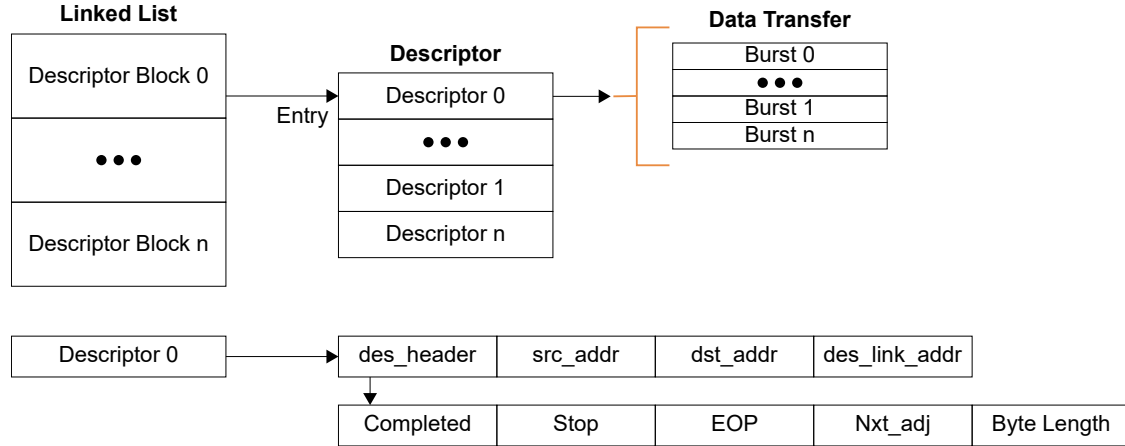 Linked List
Descriptor Block 0
•••
Descriptor Block n
Entry
Descriptor
Descriptor 0
•••
Descriptor 1
Descriptor n
Data Transfer
Burst 0
•••
Burst 1
Burst n
Descriptor 0
des_header
src_addr
dst_addr
des_link_addr
Completed
Stop
EOP
Nxt_adj
Byte Length